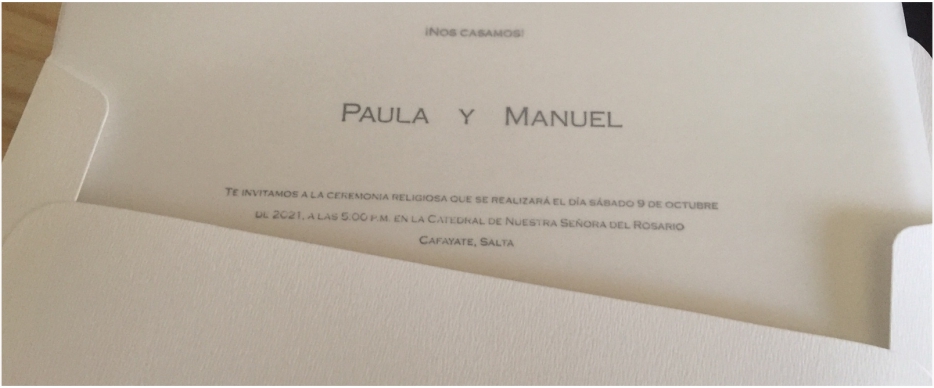 ¡NOS CASAMOS!
PAULA Y MANUEL
TE INVITAMOS A LA CEREMONIA RELIGIOSA QUE SE REALIZARÁ EL DÍA SÁBADO 9 DE OCTUBRE
DE 2021, A LAS 5:00 P.M. EN LA CATEDRAL DE NUESTRA SEÑORA DEL ROSARIO
CAFAYATE, SALTA